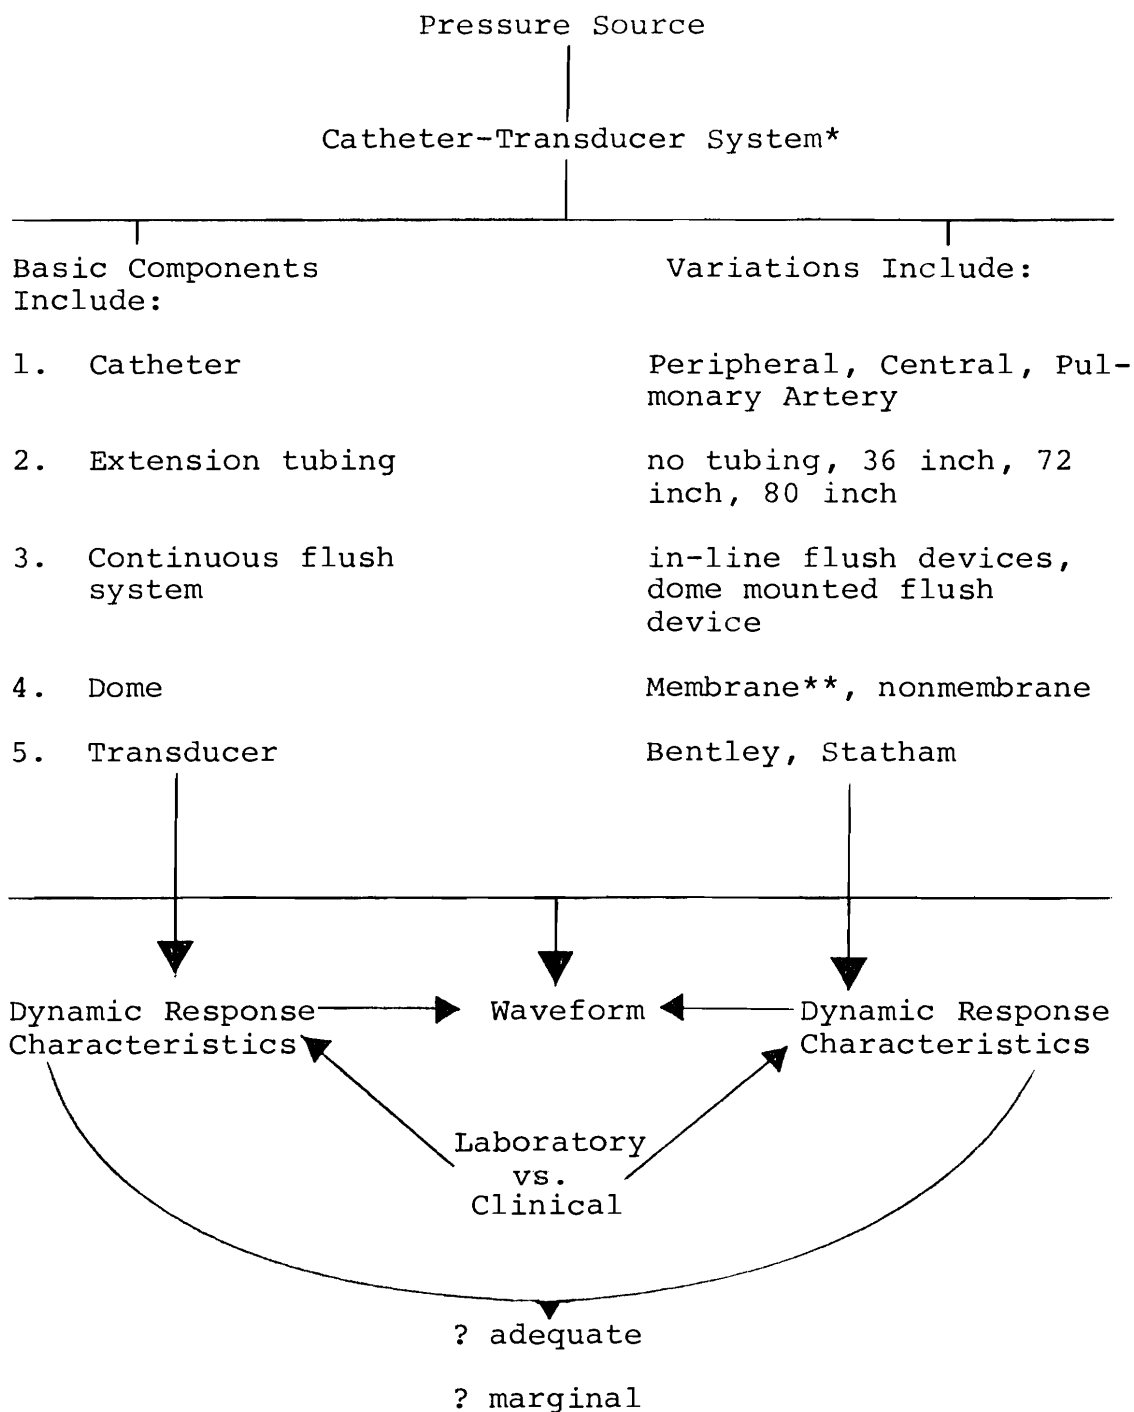 Pressure Source
Catheter-Transducer System*
Basic Components
Include:
Variations Include:
1. Catheter
Peripheral, Central, Pul-
monary Artery
2. Extension tubing
no tubing, 36 inch, 72
inch, 80 inch
3. Continuous flush
system
in-line flush devices,
dome mounted flush
device
4. Dome
Membrane**, nonmembrane
5. Transducer
Bentley, Statham
Dynamic Response
Characteristics
Waveform
Dynamic Response
Characteristics
Laboratory
vs.
Clinical
? adequate
? marginal